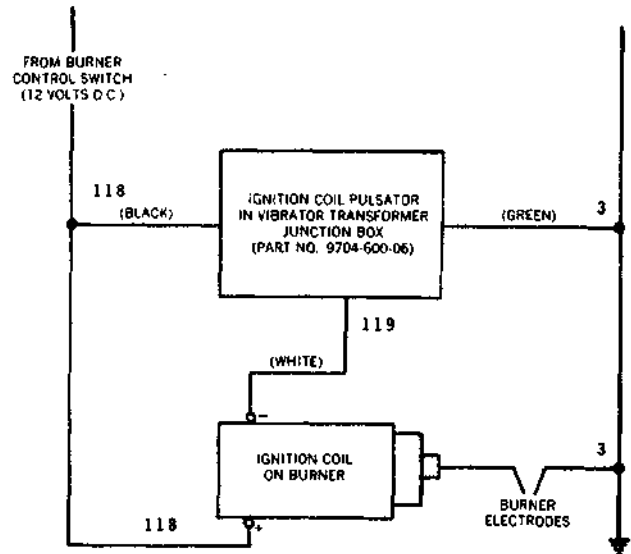 FROM BURNER
CONTROL SWITCH
(12 VOLTS D C)
118
(BLACK)
IGNITION COIL PULSATOR
IN VIBRATOR TRANSFORMER
JUNCTION BOX
(PART NO. 9704-600-06)
(GREEN)
3
119
(WHITE)
−
IGNITION COIL
ON BURNER
3
BURNER
ELECTRODES
118
+